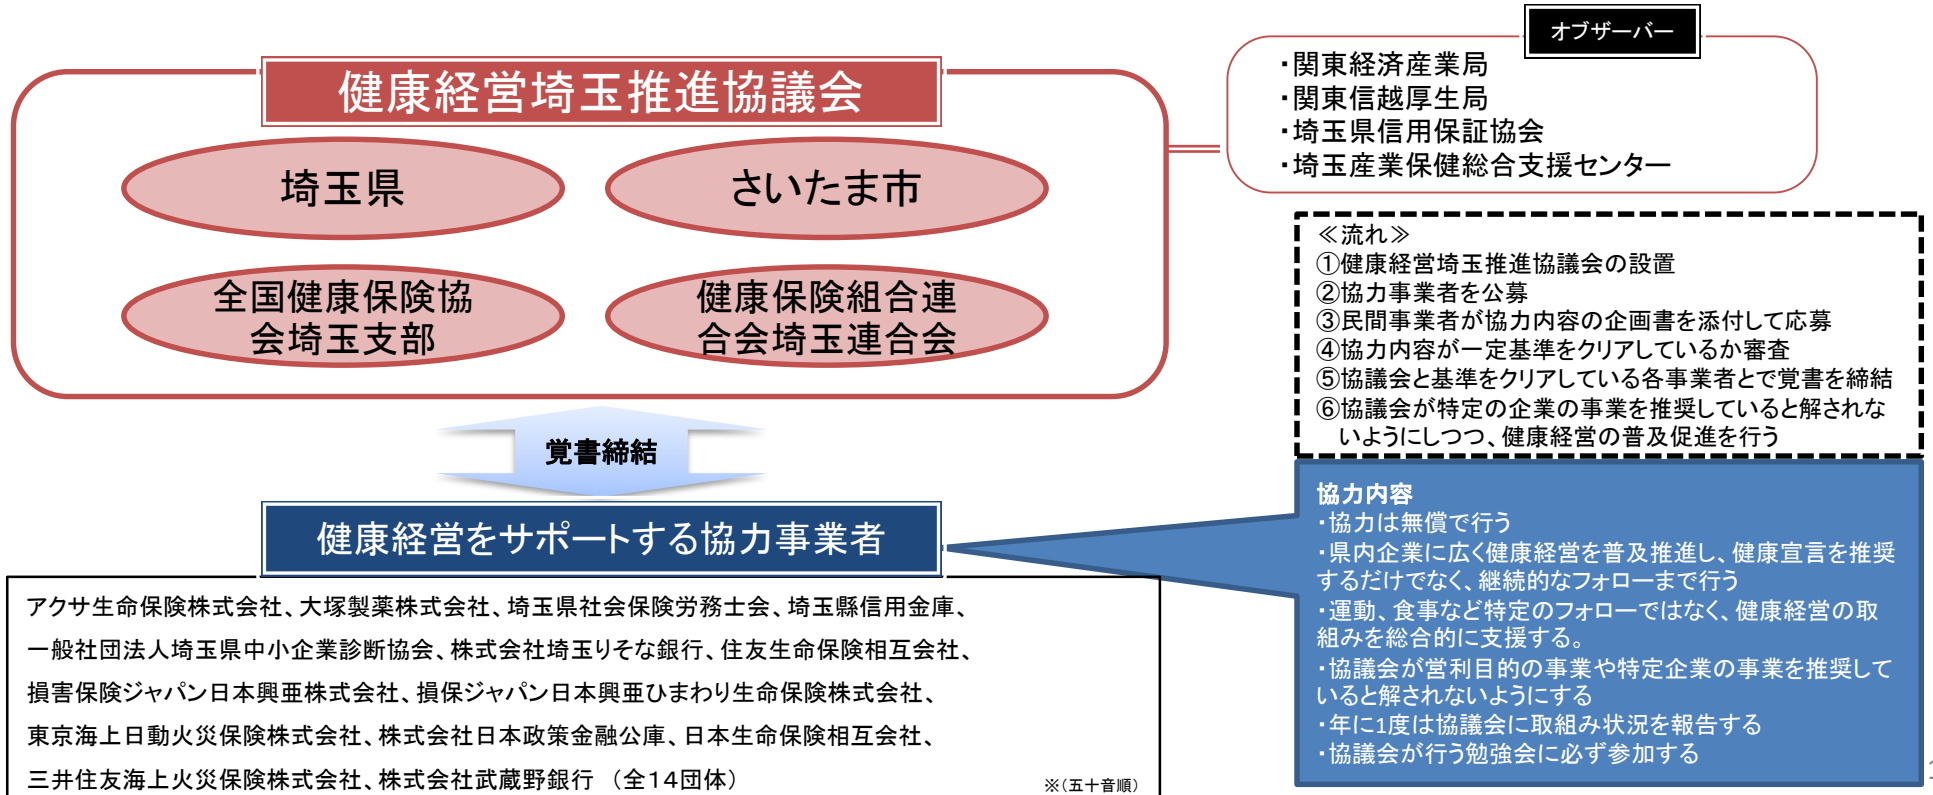 健康経営埼玉推進協議会
埼玉県
さいたま市
全国健康保険協
会埼玉支部
健康保険組合連
合会埼玉連合会
オブザーバー
・関東経済産業局
・関東信越厚生局
・埼玉県信用保証協会
・埼玉産業保健総合支援センター
≪流れ≫
①健康経営埼玉推進協議会の設置
②協力事業者を公募
③民間事業者が協力内容の企画書を添付して応募
④協力内容が一定基準をクリアしているか審査
⑤協議会と基準をクリアしている各事業者とで覚書を締結
⑥協議会が特定の企業の事業を推奨していると解されな
いようにしつつ、健康経営の普及促進を行う
覚書締結
健康経営をサポートする協力事業者
アクサ生命保険株式会社、大塚製薬株式会社、埼玉県社会保険労務士会、埼玉縣信用金庫、
一般社団法人埼玉県中小企業診断協会、株式会社埼玉りそな銀行、住友生命保険相互会社、
損害保険ジャパン日本興亜株式会社、損保ジャパン日本興亜ひまわり生命保険株式会社、
東京海上日動火災保険株式会社、株式会社日本政策金融公庫、日本生命保険相互会社、
三井住友海上火災保険株式会社、株式会社武蔵野銀行 （全１４団体）
※（五十音順）
協力内容
・協力は無償で行う
・県内企業に広く健康経営を普及推進し、健康宣言を推奨
するだけでなく、継続的なフォローまで行う
・運動、食事など特定のフォローではなく、健康経営の取
組みを総合的に支援する。
・協議会が営利目的の事業や特定企業の事業を推奨して
いると解されないようにする
・年に1度は協議会に取組み状況を報告する
・協議会が行う勉強会に必ず参加する